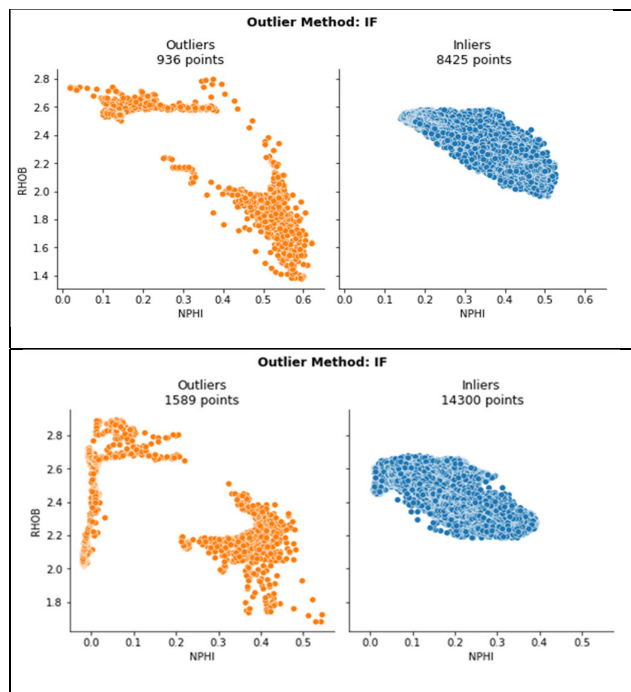 Outlier Method: IF
Outliers
936 points
Inliers
8425 points
2.8
2.6
2.4
2.2
2.0
1.8
1.6
1.4
RHOB
0.0 0.1 0.2 0.3 0.4 0.5 0.6
NPHI
0.0 0.1 0.2 0.3 0.4 0.5 0.6
NPHI
Outlier Method: IF
Outliers
1589 points
Inliers
14300 points
2.8
2.6
2.4
2.2
2.0
1.8
RHOB
0.0 0.1 0.2 0.3 0.4 0.5
NPHI
0.0 0.1 0.2 0.3 0.4 0.5
NPHI